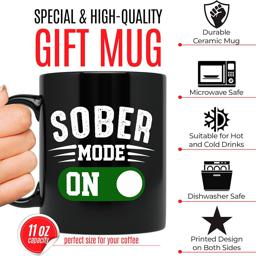 SPECIAL & HIGH-QUALITY
GIFT MUG
SOBER
MODE
ON
11 oz
capacity
perfect size for your coffee
Durable
Ceramic Mug
Microwave Safe
Suitable for Hot
and Cold Drinks
Dishwasher Safe
Printed Design
on Both Sides